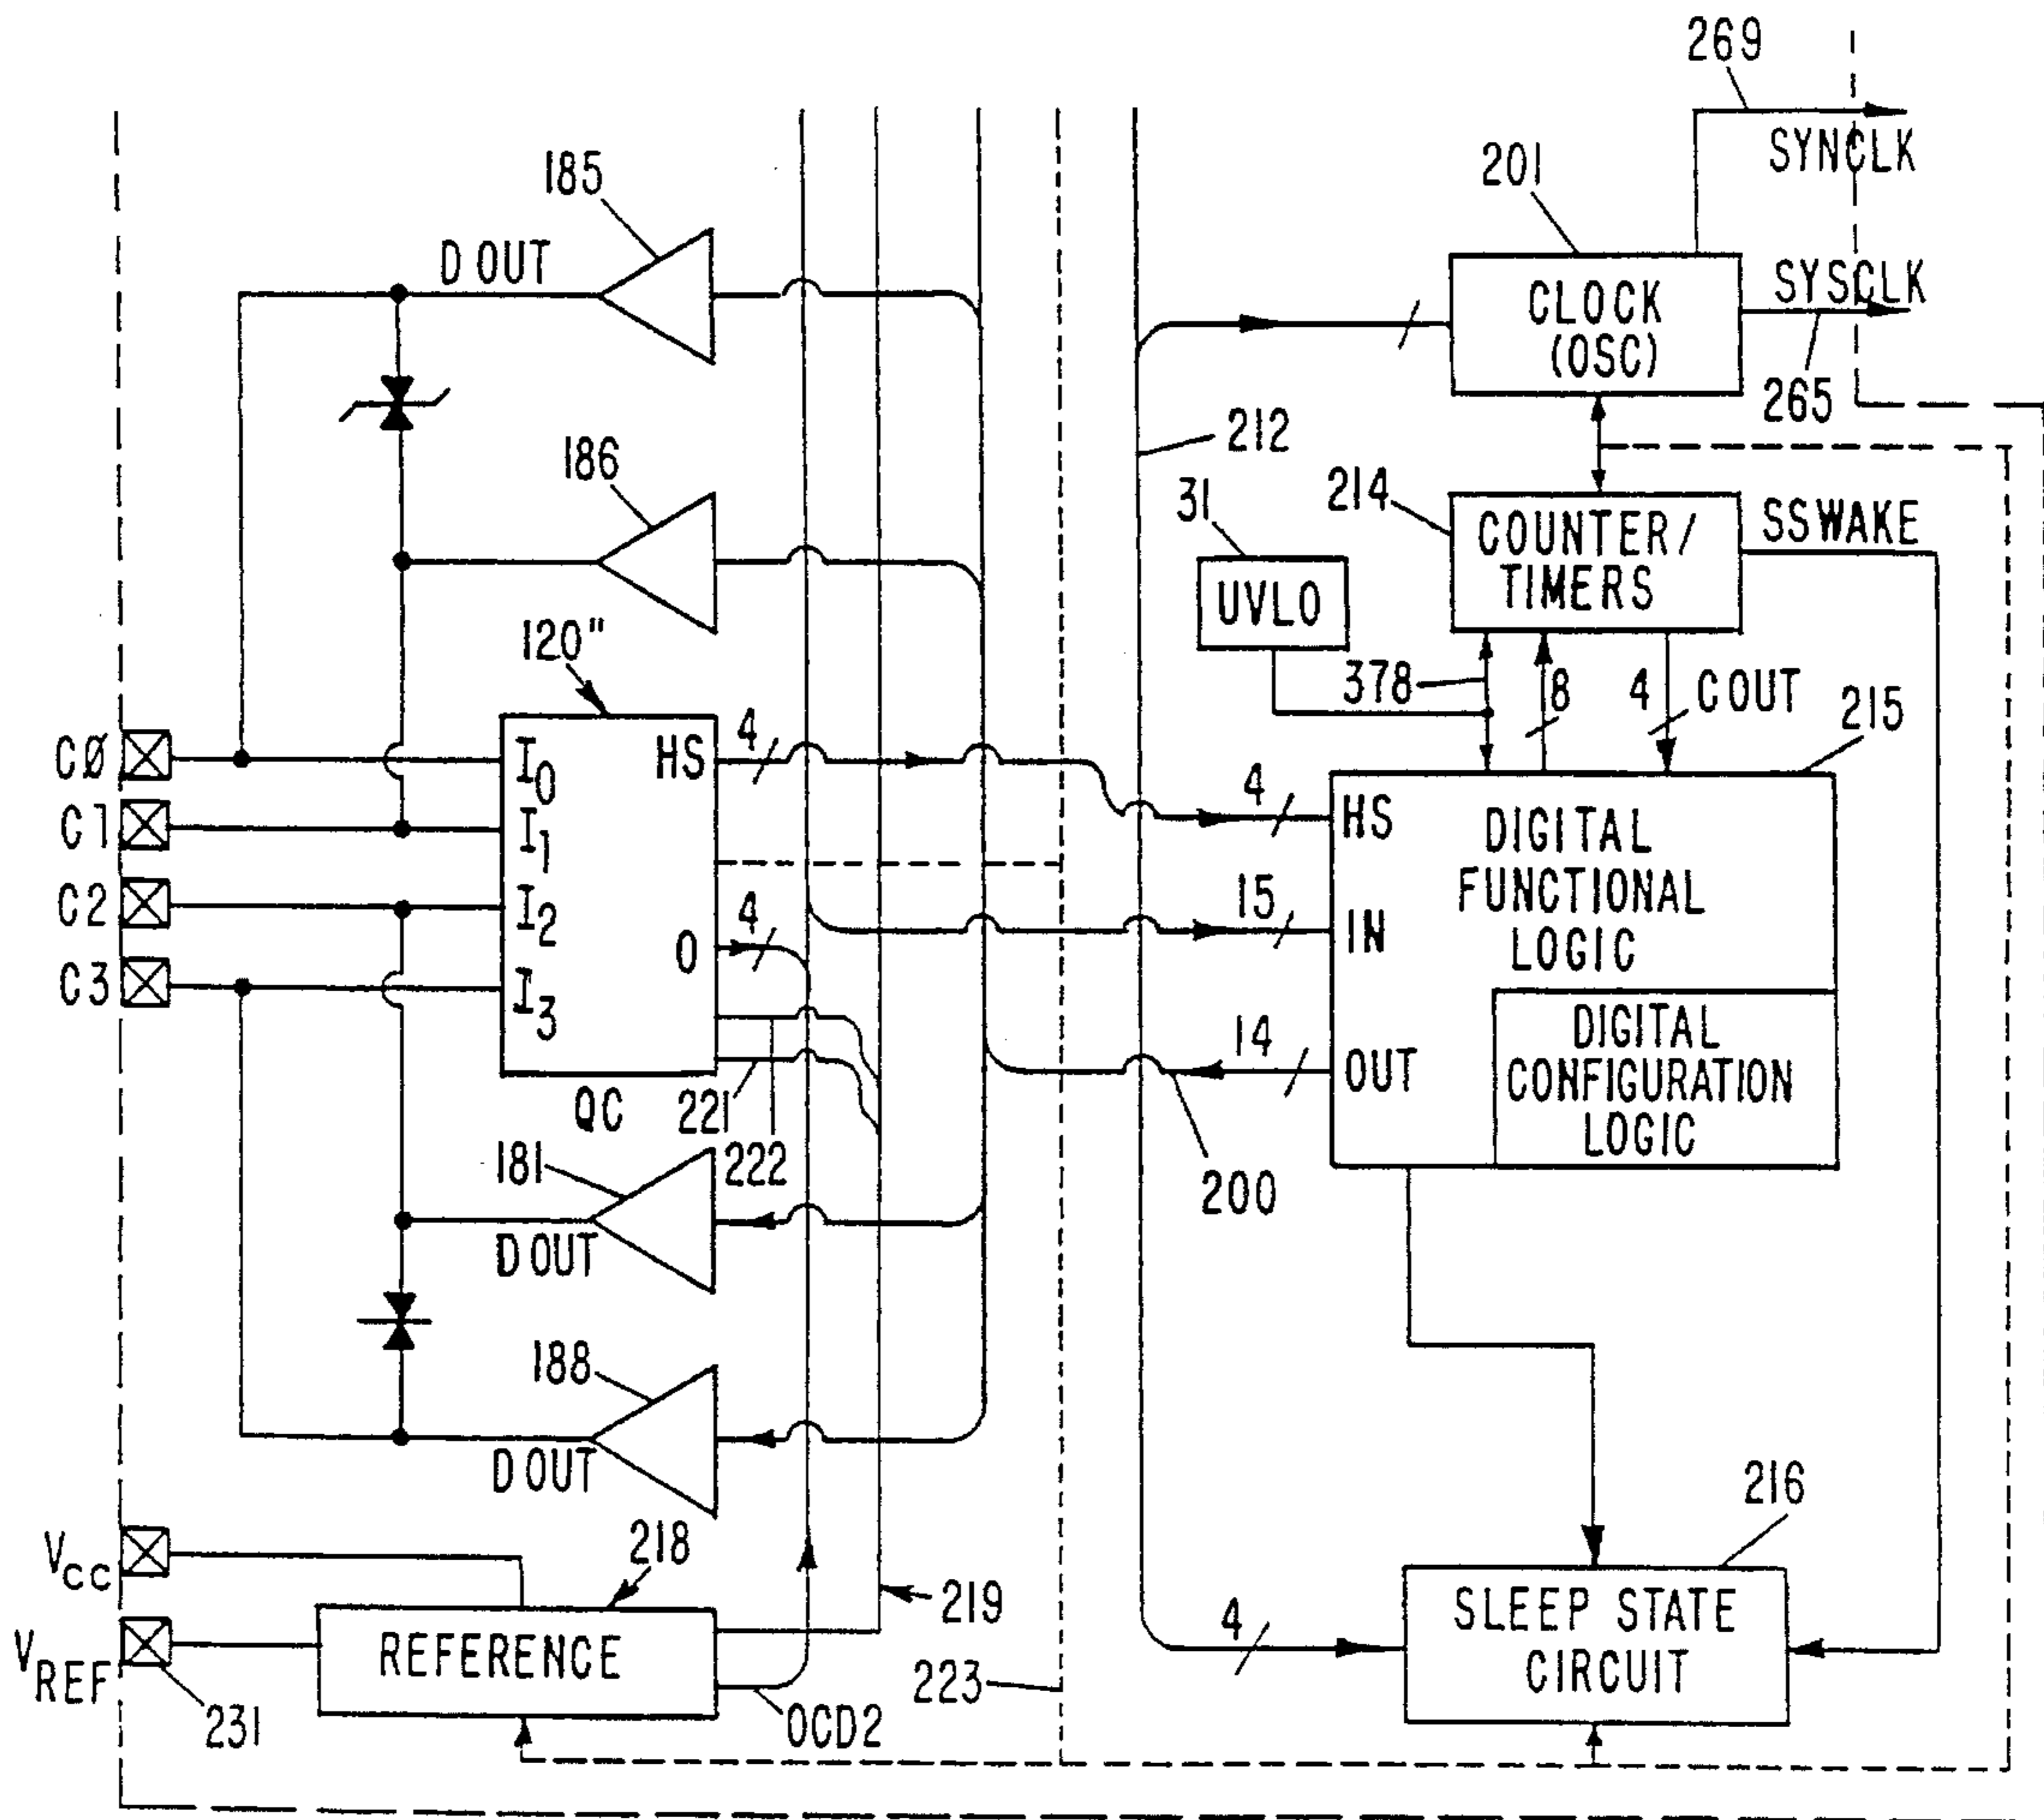 269
SYNCLK
185
201
D OUT
CLOCK
(OSC)
SYSCLK
265
212
186
214
31
COUNTER/
TIMERS
SSWAKE
UVLO
120"
378
8
4
COUT
215
CØ
C1
C2
C3
I0
I1
I2
I3
HS
4
O
4
QC
221
222
4
HS
15
IN
14
OUT
200
DIGITAL
FUNCTIONAL
LOGIC
DIGITAL
CONFIGURATION
LOGIC
181
D OUT
188
D OUT
216
VCC
218
219
4
SLEEP STATE
CIRCUIT
VREF
REFERENCE
223
231
OCD2